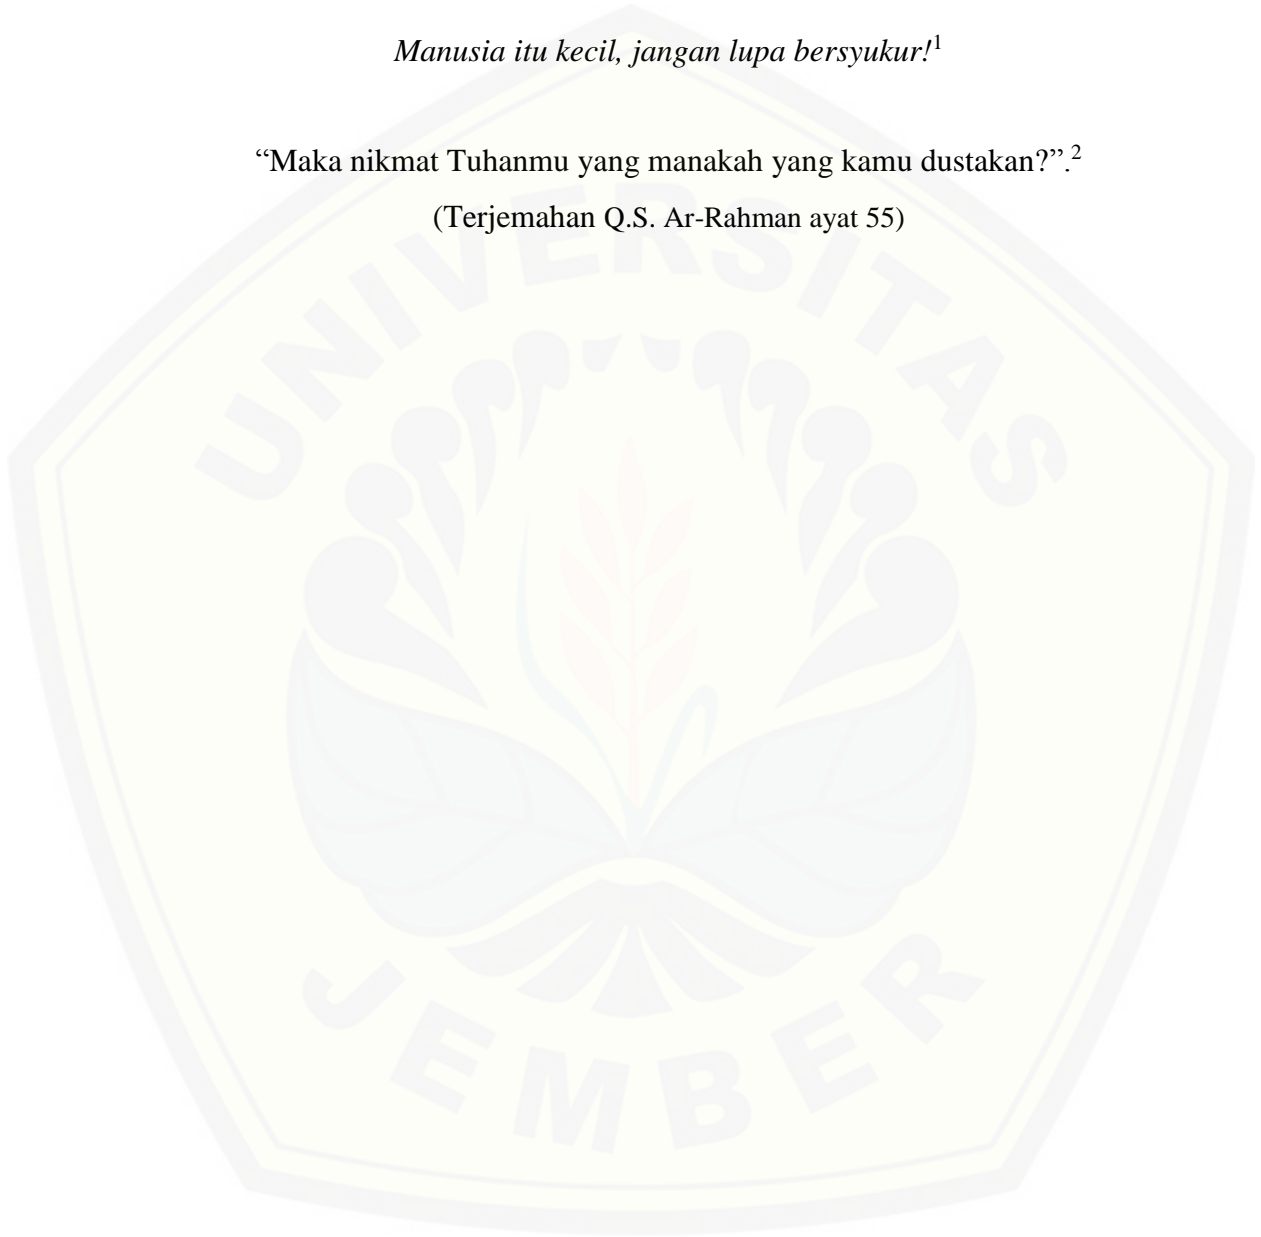 Manusia itu kecil, jangan lupa bersyukur!¹
“Maka nikmat Tuhanmu yang manakah yang kamu dustakan?”.²
(Terjemahan Q.S. Ar-Rahman ayat 55)
UNIVERSITAS
JEMBER